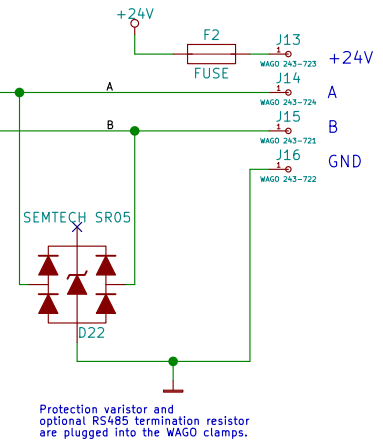 +24V
F2
FUSE
J13
1
WAGO 243-723
+24V
A
J14
1
WAGO 243-724
A
B
J15
1
WAGO 243-721
B
J16
1
WAGO 243-722
GND
SEMTECH SR05
D22
Protection varistor and
optional RS485 termination resistor
are plugged into the WAGO clamps.